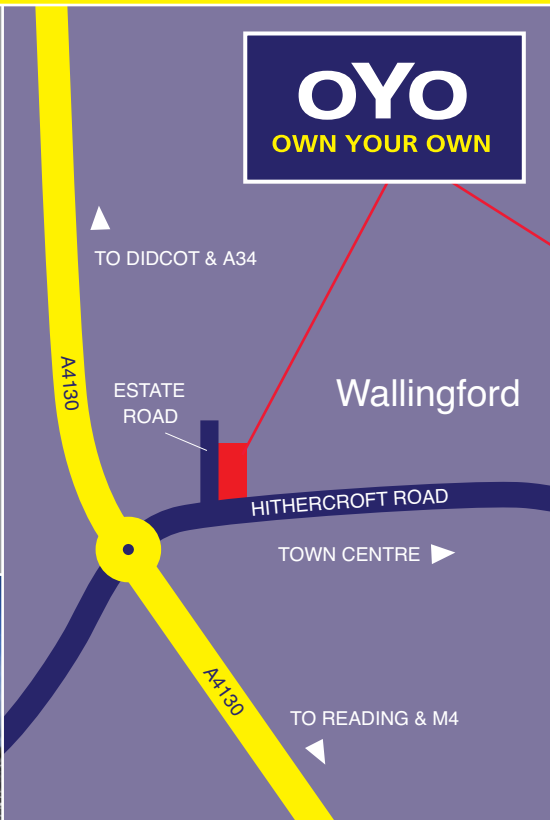 OYO
OWN YOUR OWN
TO DIDCOT & A34
A4130
ESTATE
ROAD
Wallingford
HITHERCROFT ROAD
TOWN CENTRE
A4130
TO READING & M4